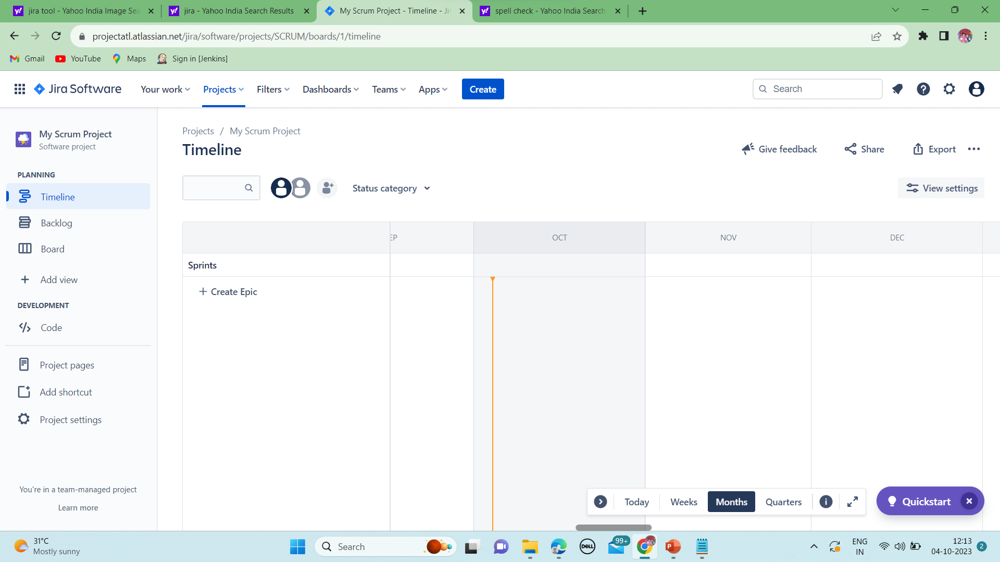 jira tool - Yahoo India Image Sea
jira - Yahoo India Search Results
My Scrum Project - Timeline - Jir
spell check - Yahoo India Search
projectatl.atlassian.net/jira/software/projects/SCRUM/boards/1/timeline
Gmail
YouTube
Maps
Sign in [Jenkins]
Jira Software
Your work
Projects
Filters
Dashboards
Teams
Apps
Create
Search
My Scrum Project
Software project
PLANNING
Timeline
Backlog
Board
Add view
DEVELOPMENT
Code
Project pages
Add shortcut
Project settings
You're in a team-managed project
Learn more
Projects / My Scrum Project
Timeline
Give feedback
Share
Export
Status category
View settings
EP
OCT
NOV
DEC
Sprints
+ Create Epic
Today
Weeks
Months
Quarters
Quickstart
31°C
Mostly sunny
Search
DELL
99+
ENG
IN
12:13
04-10-2023
2